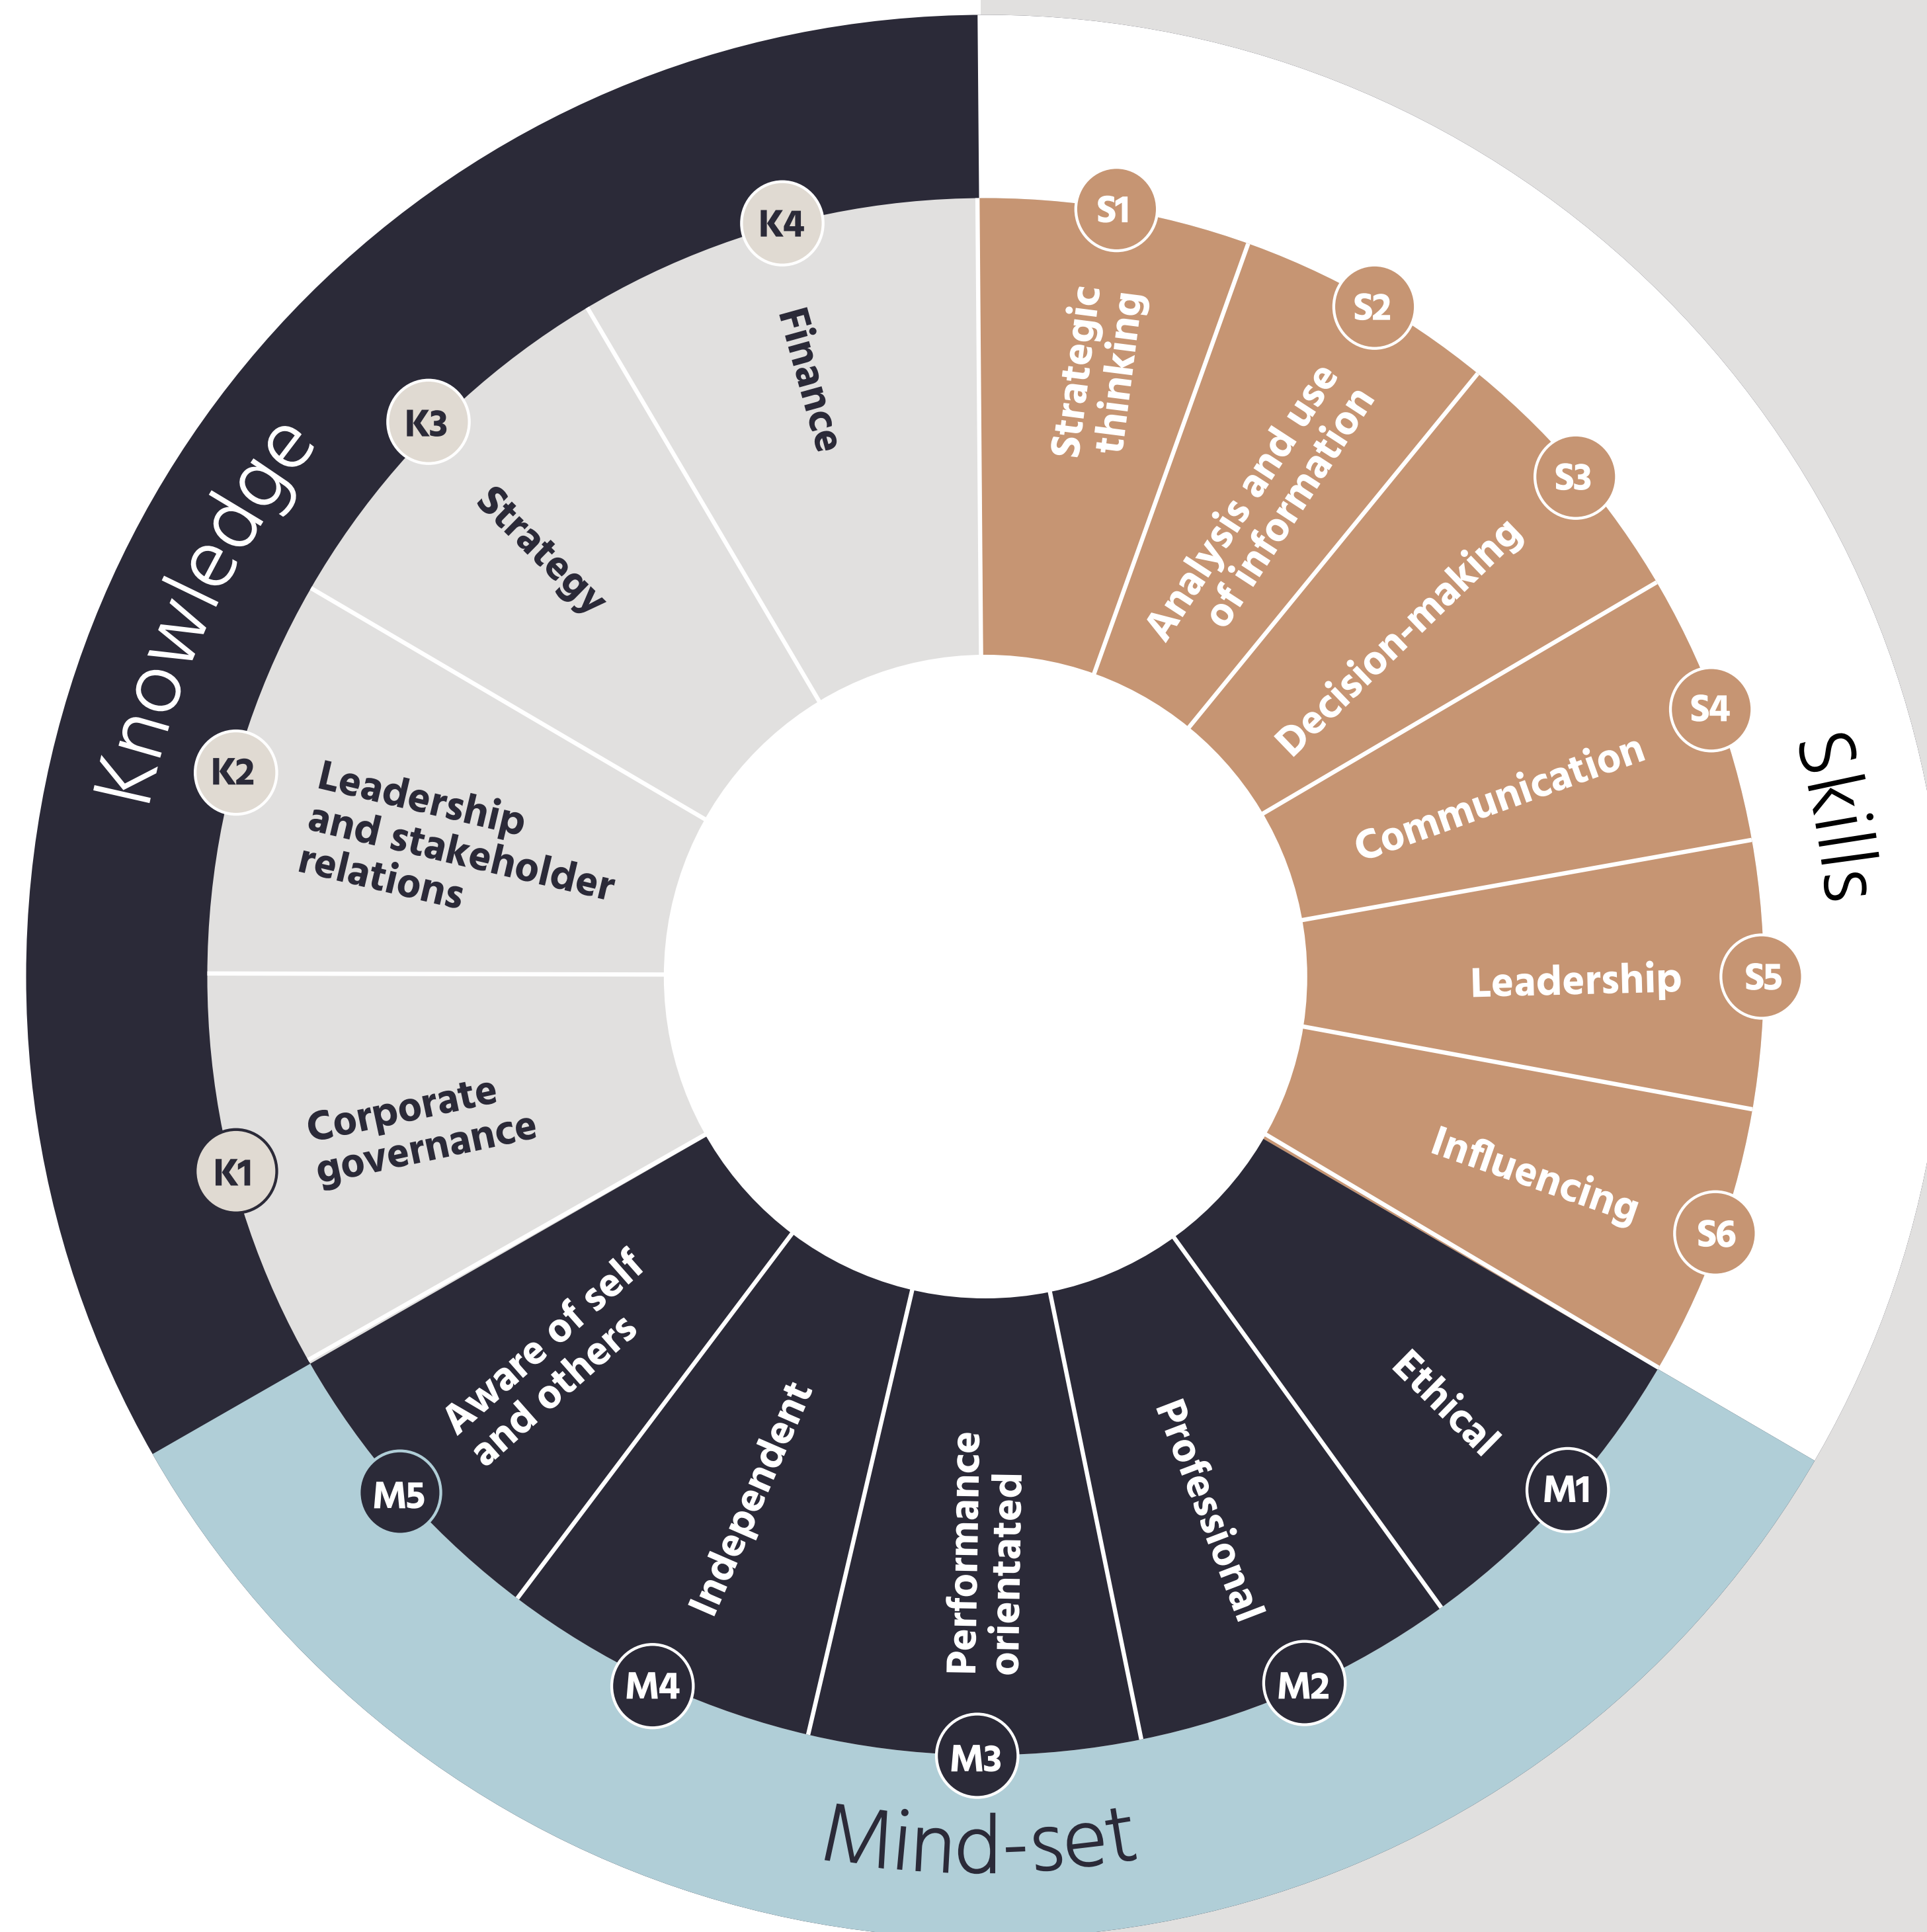 Knowledge
K1
Corporate
governance
K2
Leadership
and stakeholder
relations
K3
Strategy
K4
Finance
Skills
S1
Strategic
thinking
S2
Analysis and use
of information
S3
Decision-making
S4
Communication
S5
Leadership
S6
Influencing
Mind-set
M1
Ethical
M2
Professional
M3
Performance
orientated
M4
Independent
M5
Aware of self
and others